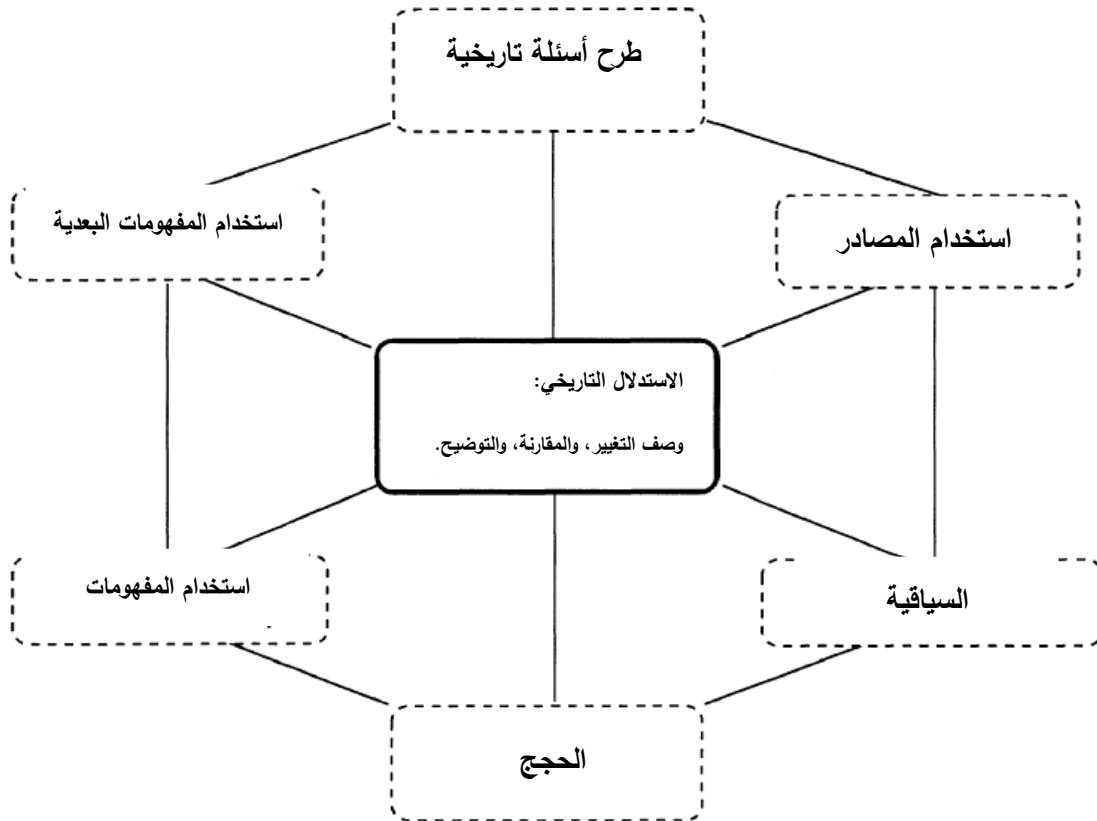 طرح أسئلة تاريخية
استخدام المصادر
استخدام المفهومات البعدية
الاستدلال التاريخي:
وصف التغيير، والمقارنة، والتوضيح.
السياقية
استخدام المفهومات
الحجج